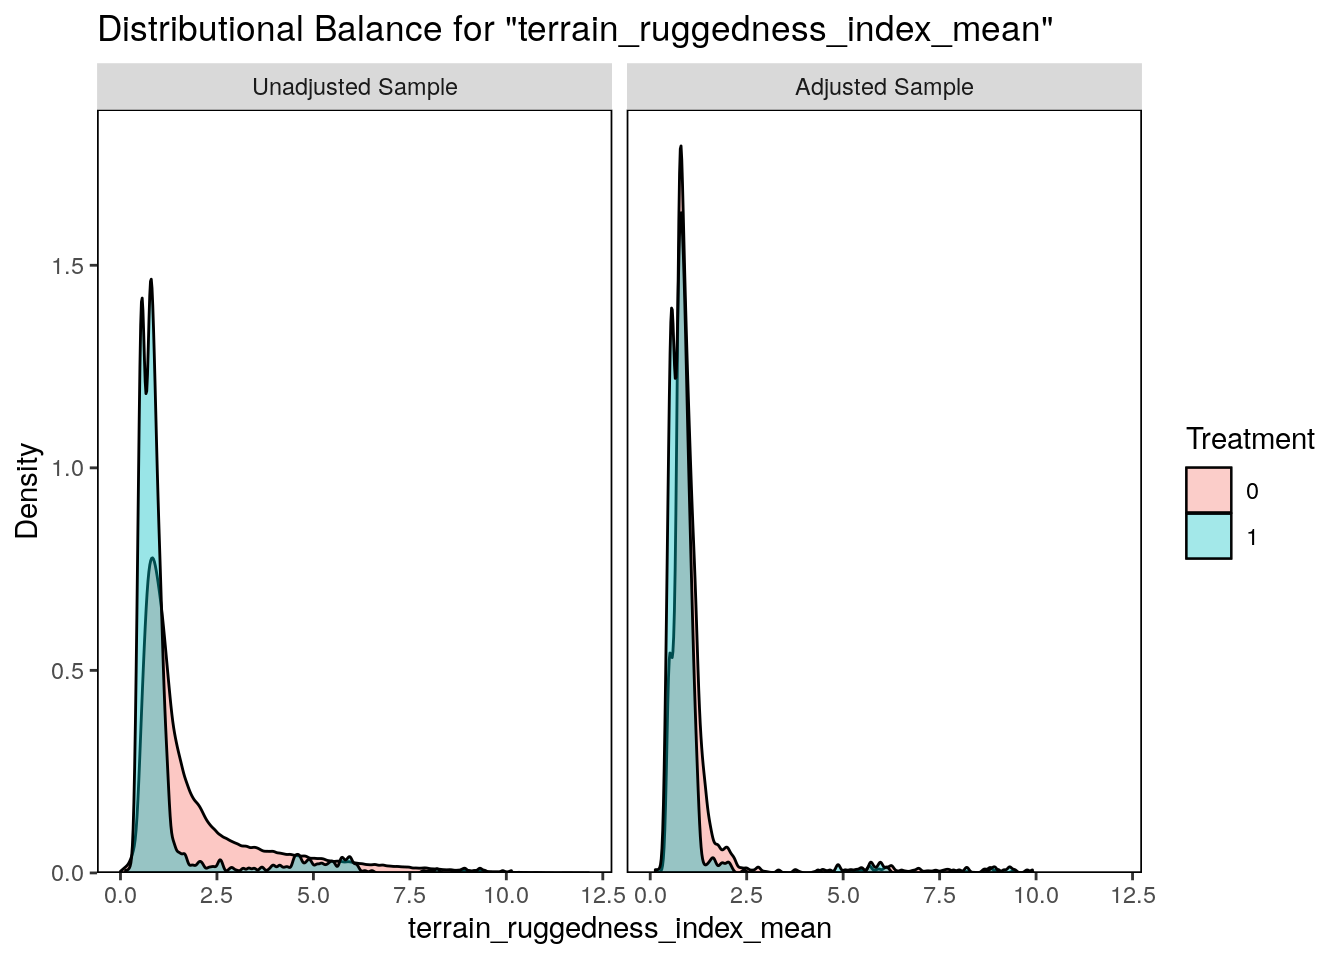 Distributional Balance for "terrain_ruggedness_index_mean"
Unadjusted Sample
Adjusted Sample
Density
1.5
1.0
0.5
0.0
0.0 2.5 5.0 7.5 10.0 12.5
0.0 2.5 5.0 7.5 10.0 12.5
terrain_ruggedness_index_mean
Treatment
0
1